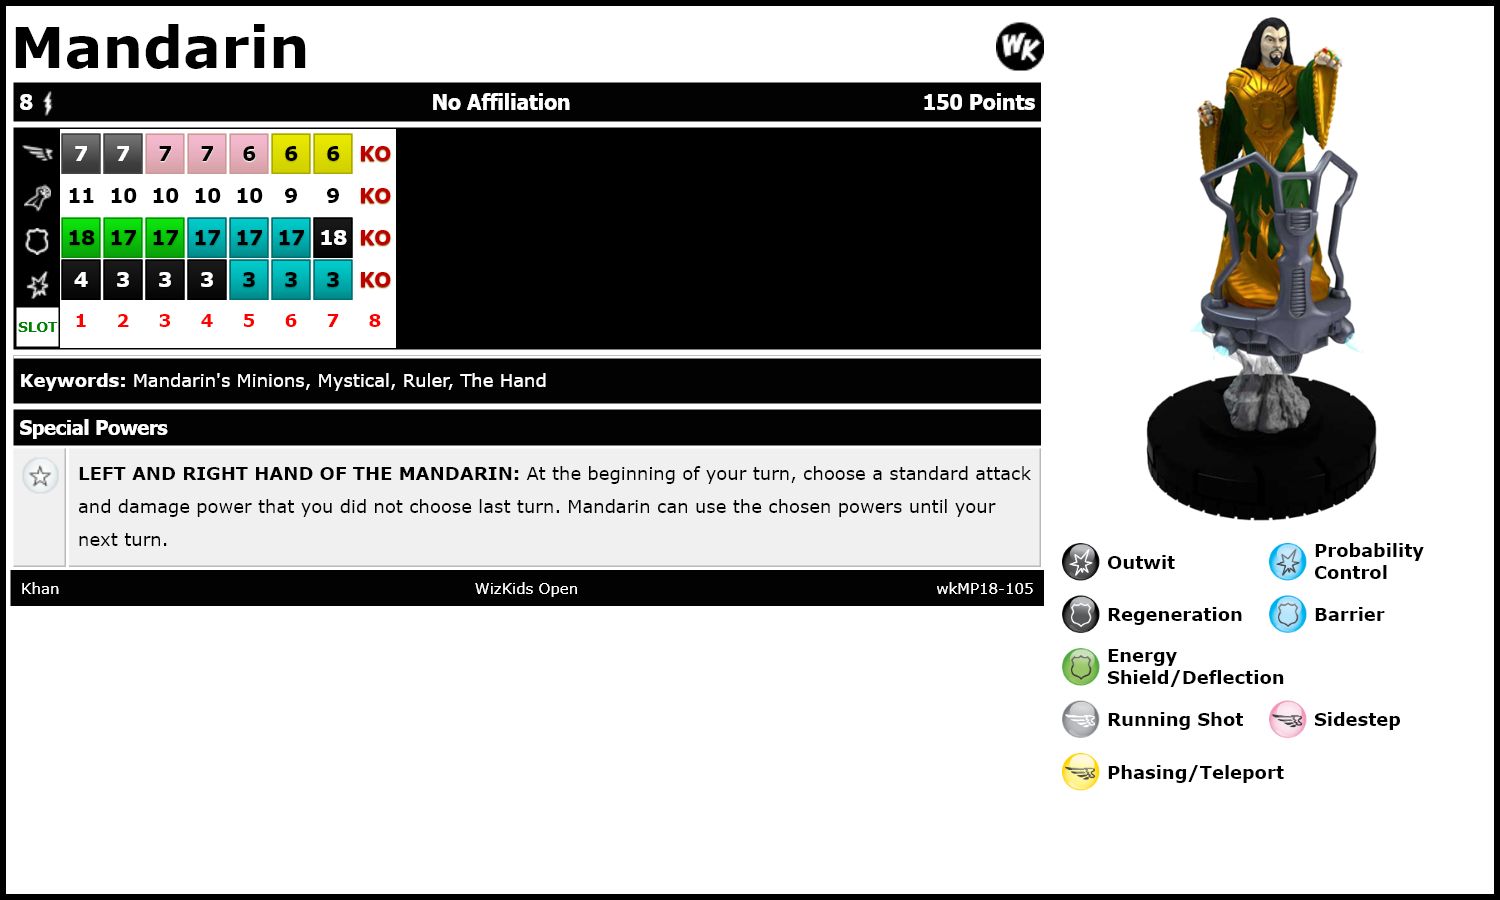 Mandarin
WK
8 No Affiliation 150 Points
7 7 7 7 6 6 6 KO
11 10 10 10 10 9 9 KO
18 17 17 17 17 17 18 KO
4 3 3 3 3 3 3 KO
SLOT 1 2 3 4 5 6 7 8
Keywords: Mandarin's Minions, Mystical, Ruler, The Hand
Special Powers
LEFT AND RIGHT HAND OF THE MANDARIN: At the beginning of your turn, choose a standard attack
and damage power that you did not choose last turn. Mandarin can use the chosen powers until your
next turn.
Khan WizKids Open wkMP18-105
Outwit
Probability
Control
Regeneration
Barrier
Energy
Shield/Deflection
Running Shot
Sidestep
Phasing/Teleport